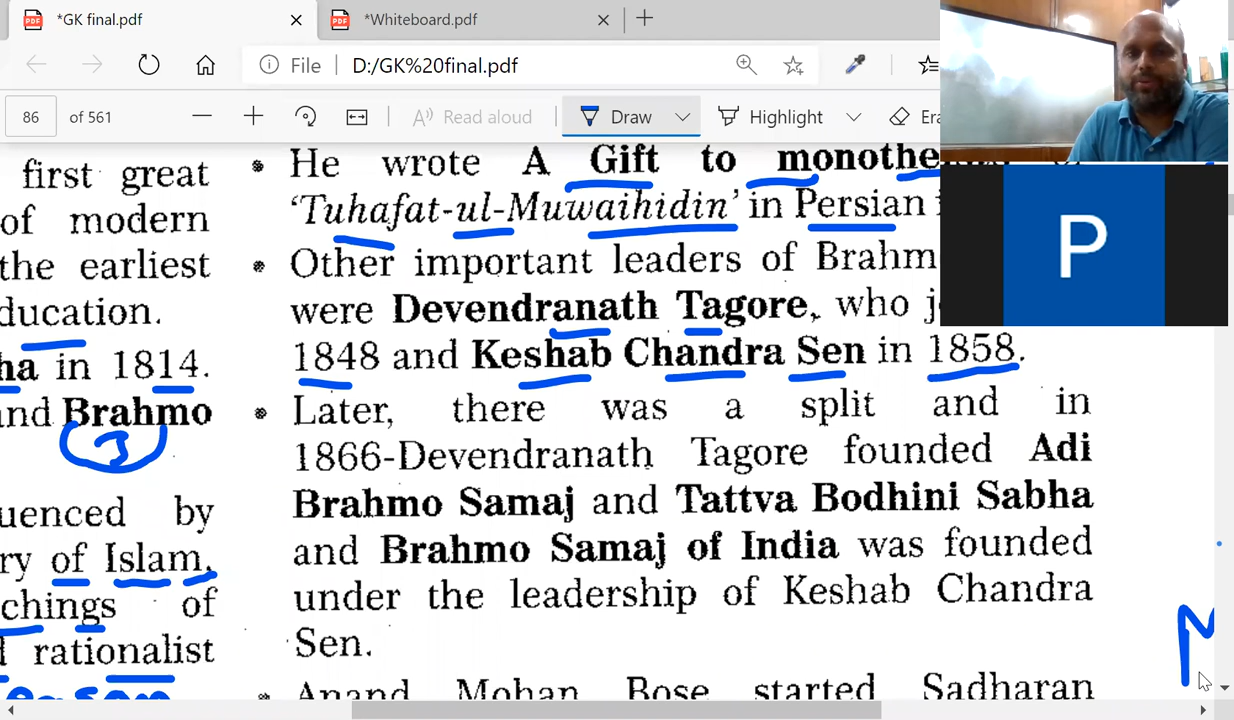 *GK final.pdf
*Whiteboard.pdf
File D:/GK%20final.pdf
86 of 561 Read aloud Draw Highlight Era
first great
of modern
the earliest
ducation.
ha in 1814.
and Brahmo
uenced by
ry of Islam.
chings of
rationalist
He wrote A Gift to
'Tuhafat-ul-Muwaihidin' in Persian
Other important leaders of Brahm
were Devendranath Tagore, who j
1848 and Keshab Chandra Sen in 1858.
Later, there was a split and in
1866-Devendranath Tagore founded Adi
Brahmo Samaj and Tattva Bodhini Sabha
and Brahmo Samaj of India was founded
under the leadership of Keshab Chandra
Sen.
Anand Mohan Bose started Sadharan
P